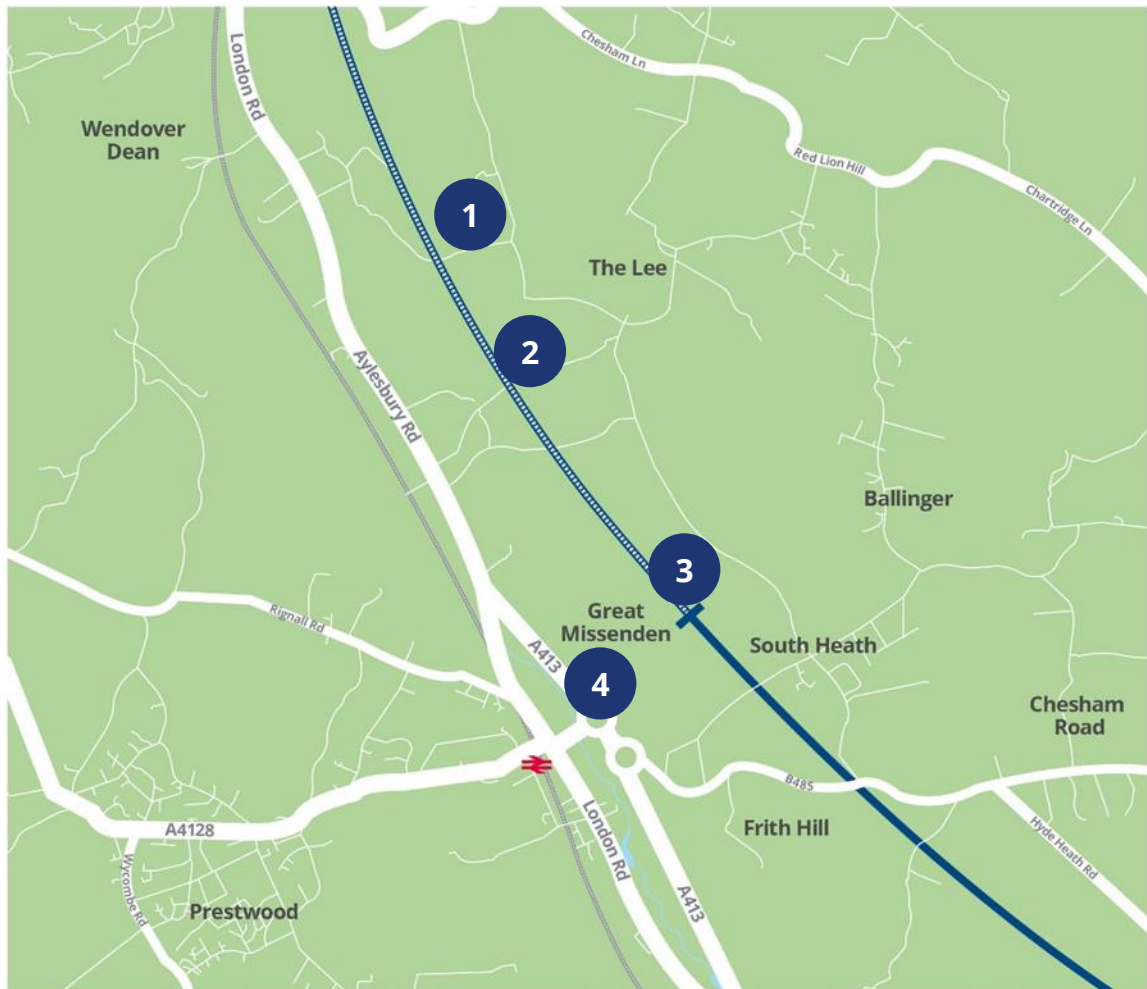 London Rd
Chesham Ln
Wendover
Dean
Red Lion Hill
Chartridge Ln
1
The Lee
2
Aylesbury Rd
Ballinger
3
Rignall Rd
Great
Missenden
South Heath
A413
4
Chesham
Road
B485
A4128
London Rd
Frith Hill
Hyde Heath Rd
Wycombe Rd
Prestwood
A413